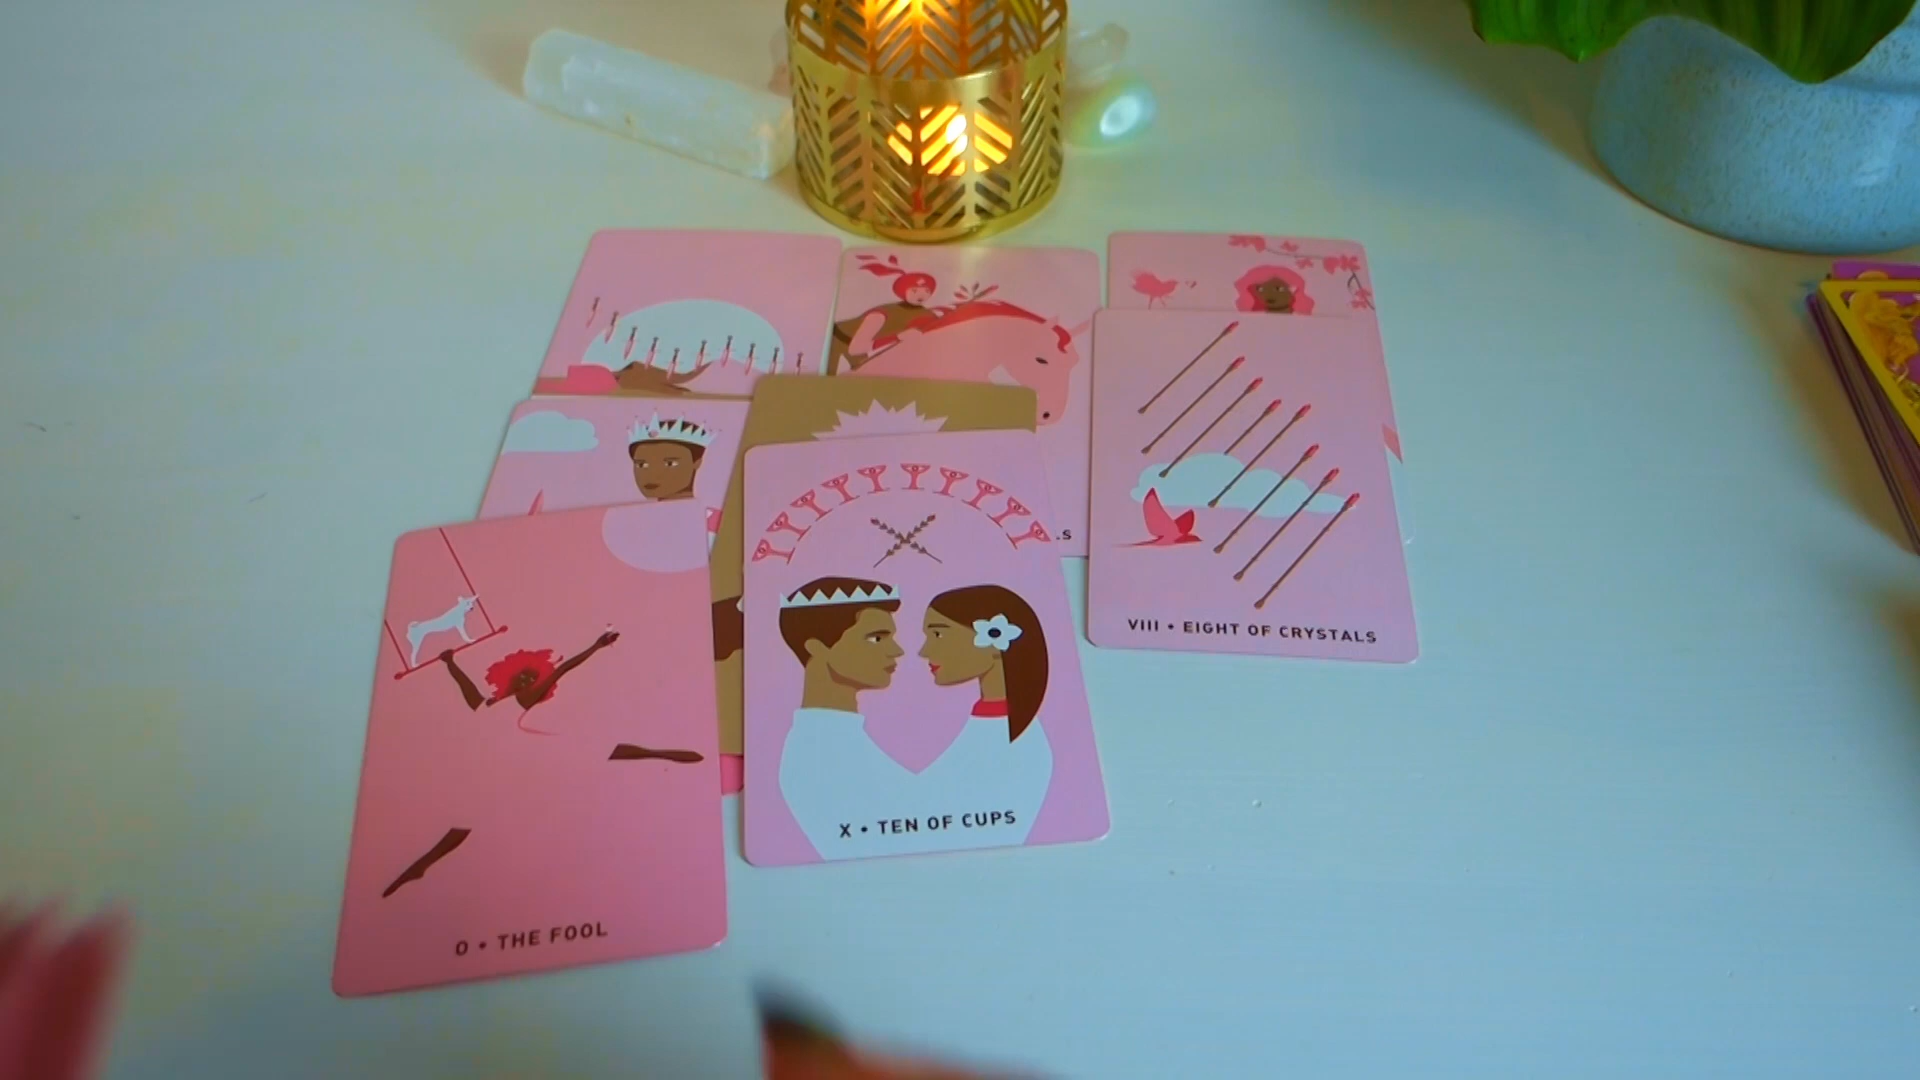 VIII • EIGHT OF CRYSTALS
X • TEN OF CUPS
0 • THE FOOL